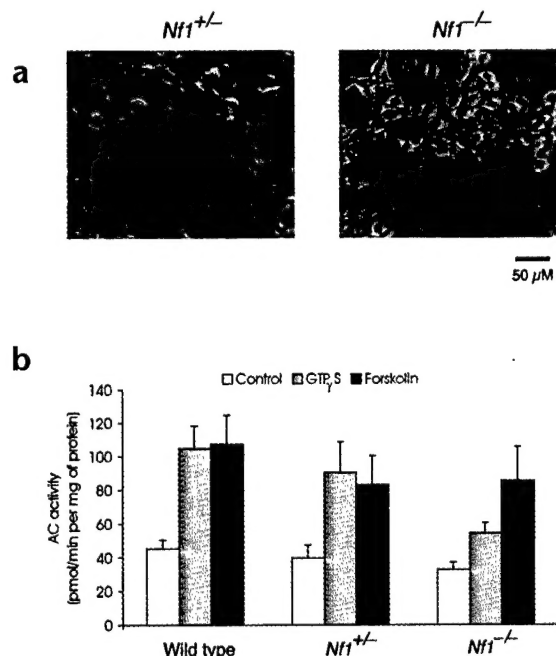 Nf1+/− Nf1−/−
a
50 µM
b
Control GTPγS Forskolin
140
120
100
80
60
40
20
0
AC activity
(pmol/min per mg of protein)
Wild type Nf1+/− Nf1−/−